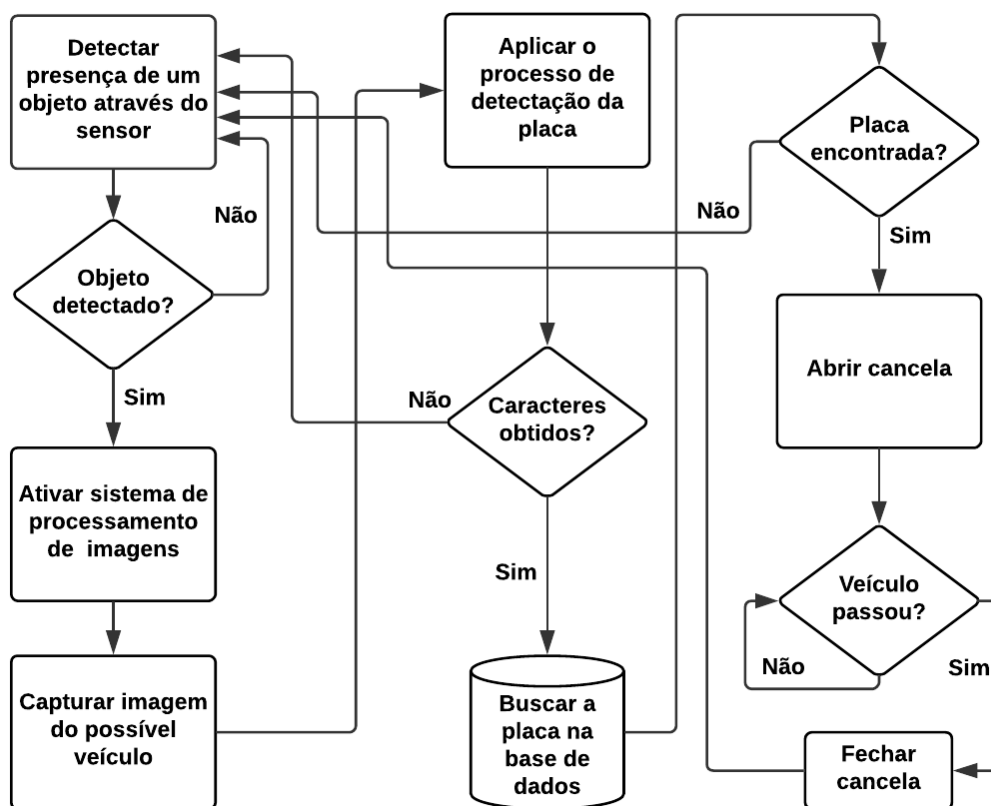 Detectar
presença de um
objeto através do
sensor
Não
Objeto
detectado?
Sim
Ativar sistema de
processamento
de imagens
Capturar imagem
do possível
veículo
Aplicar o
processo de
detectação da
placa
Não
Caracteres
obtidos?
Sim
Buscar a
placa na
base de
dados
Placa
encontrada?
Não
Sim
Abrir cancela
Veículo
passou?
Não
Sim
Fechar
cancela